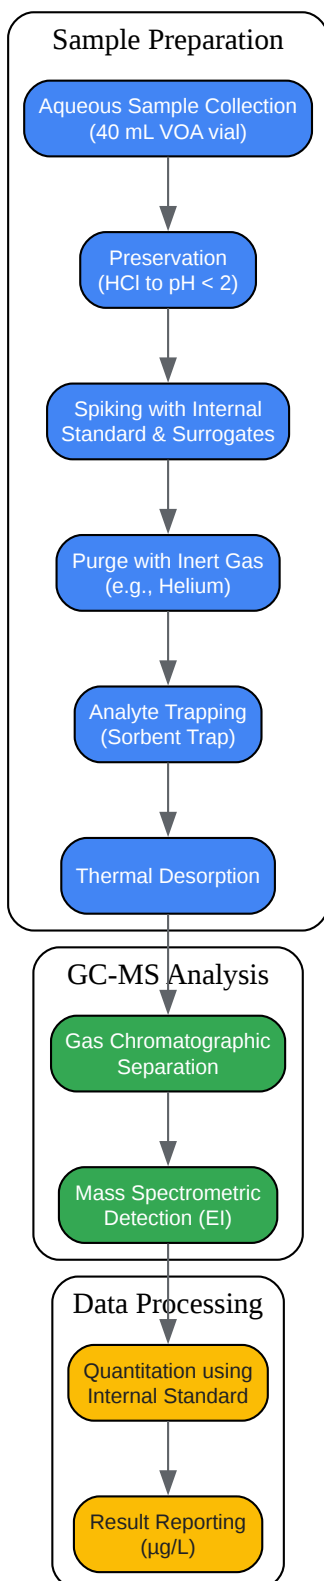 Sample Preparation
Aqueous Sample Collection
(40 mL VOA vial)
Preservation
(HCl to pH < 2)
Spiking with Internal
Standard & Surrogates
Purge with Inert Gas
(e.g., Helium)
Analyte Trapping
(Sorbent Trap)
Thermal Desorption
GC-MS Analysis
Gas Chromatographic
Separation
Mass Spectrometric
Detection (EI)
Data Processing
Quantitation using
Internal Standard
Result Reporting
(µg/L)